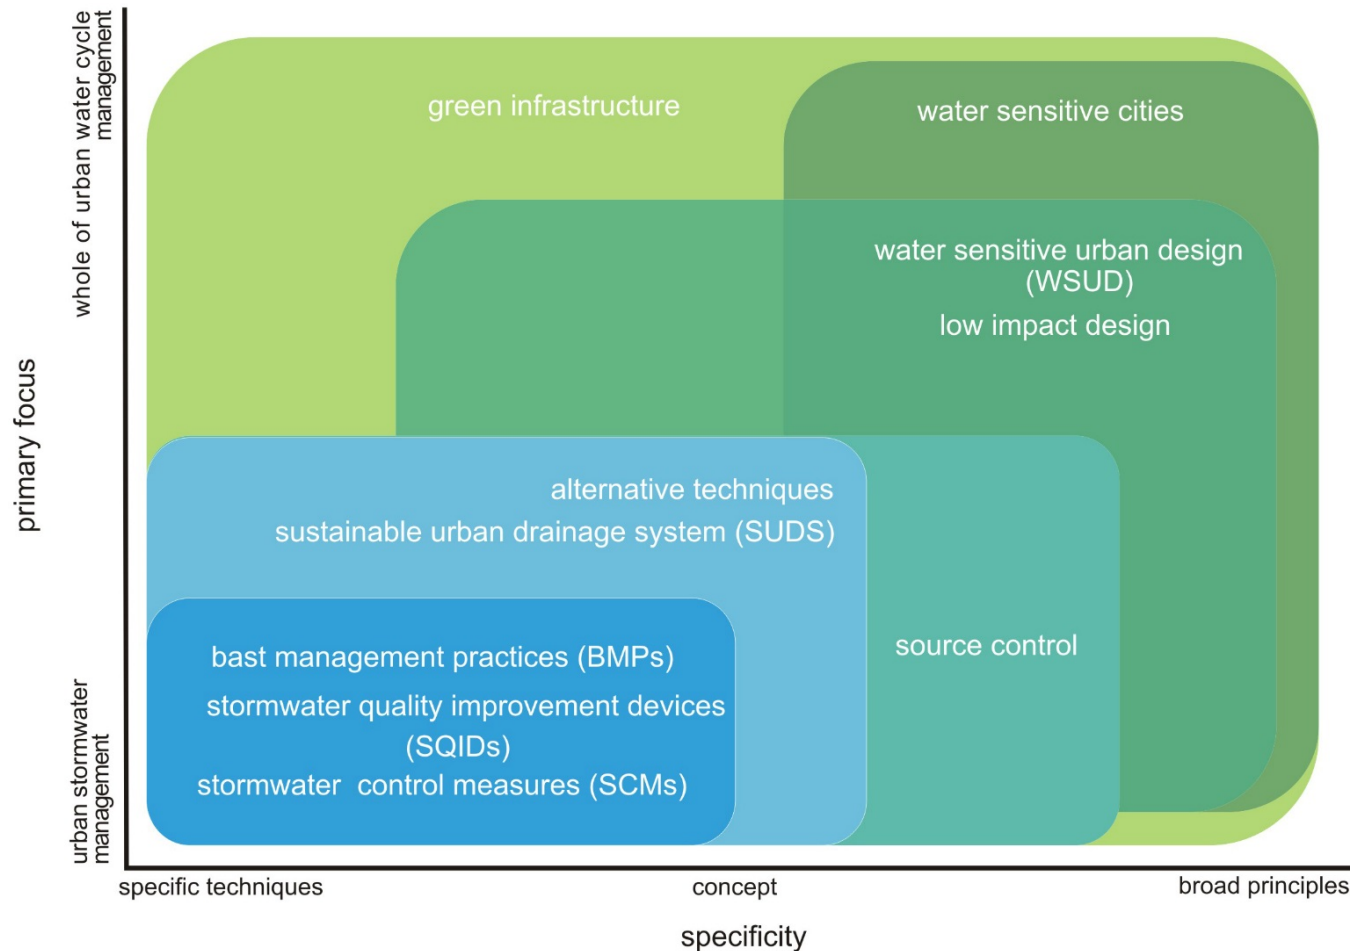 whole of urban water cycle
management
green infrastructure
water sensitive cities
water sensitive urban design
(WSUD)
low impact design
primary focus
alternative techniques
sustainable urban drainage system (SUDS)
source control
bast management practices (BMPs)
stormwater quality improvement devices
(SQIDs)
stormwater control measures (SCMs)
urban stormwater
management
specific techniques
concept
broad principles
specificity